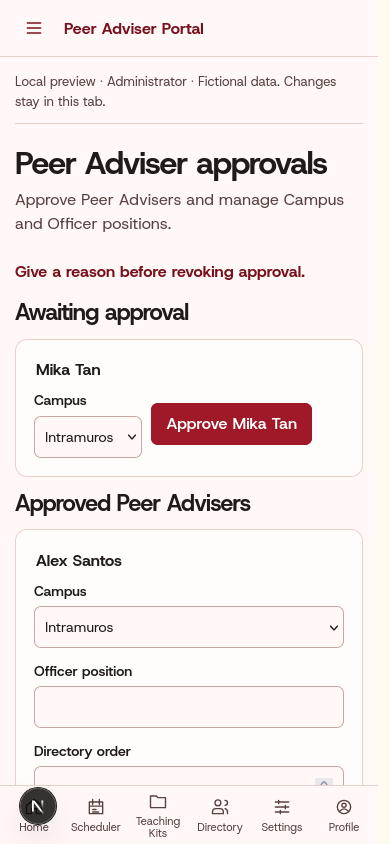 Peer Adviser Portal
Local preview · Administrator · Fictional data. Changes
stay in this tab.
Peer Adviser approvals
Approve Peer Advisers and manage Campus
and Officer positions.
Give a reason before revoking approval.
Awaiting approval
Mika Tan
Campus
Intramuros
Approve Mika Tan
Approved Peer Advisers
Alex Santos
Campus
Intramuros
Officer position
Directory order
N
Home
Scheduler
Teaching
Kits
Directory
Settings
Profile